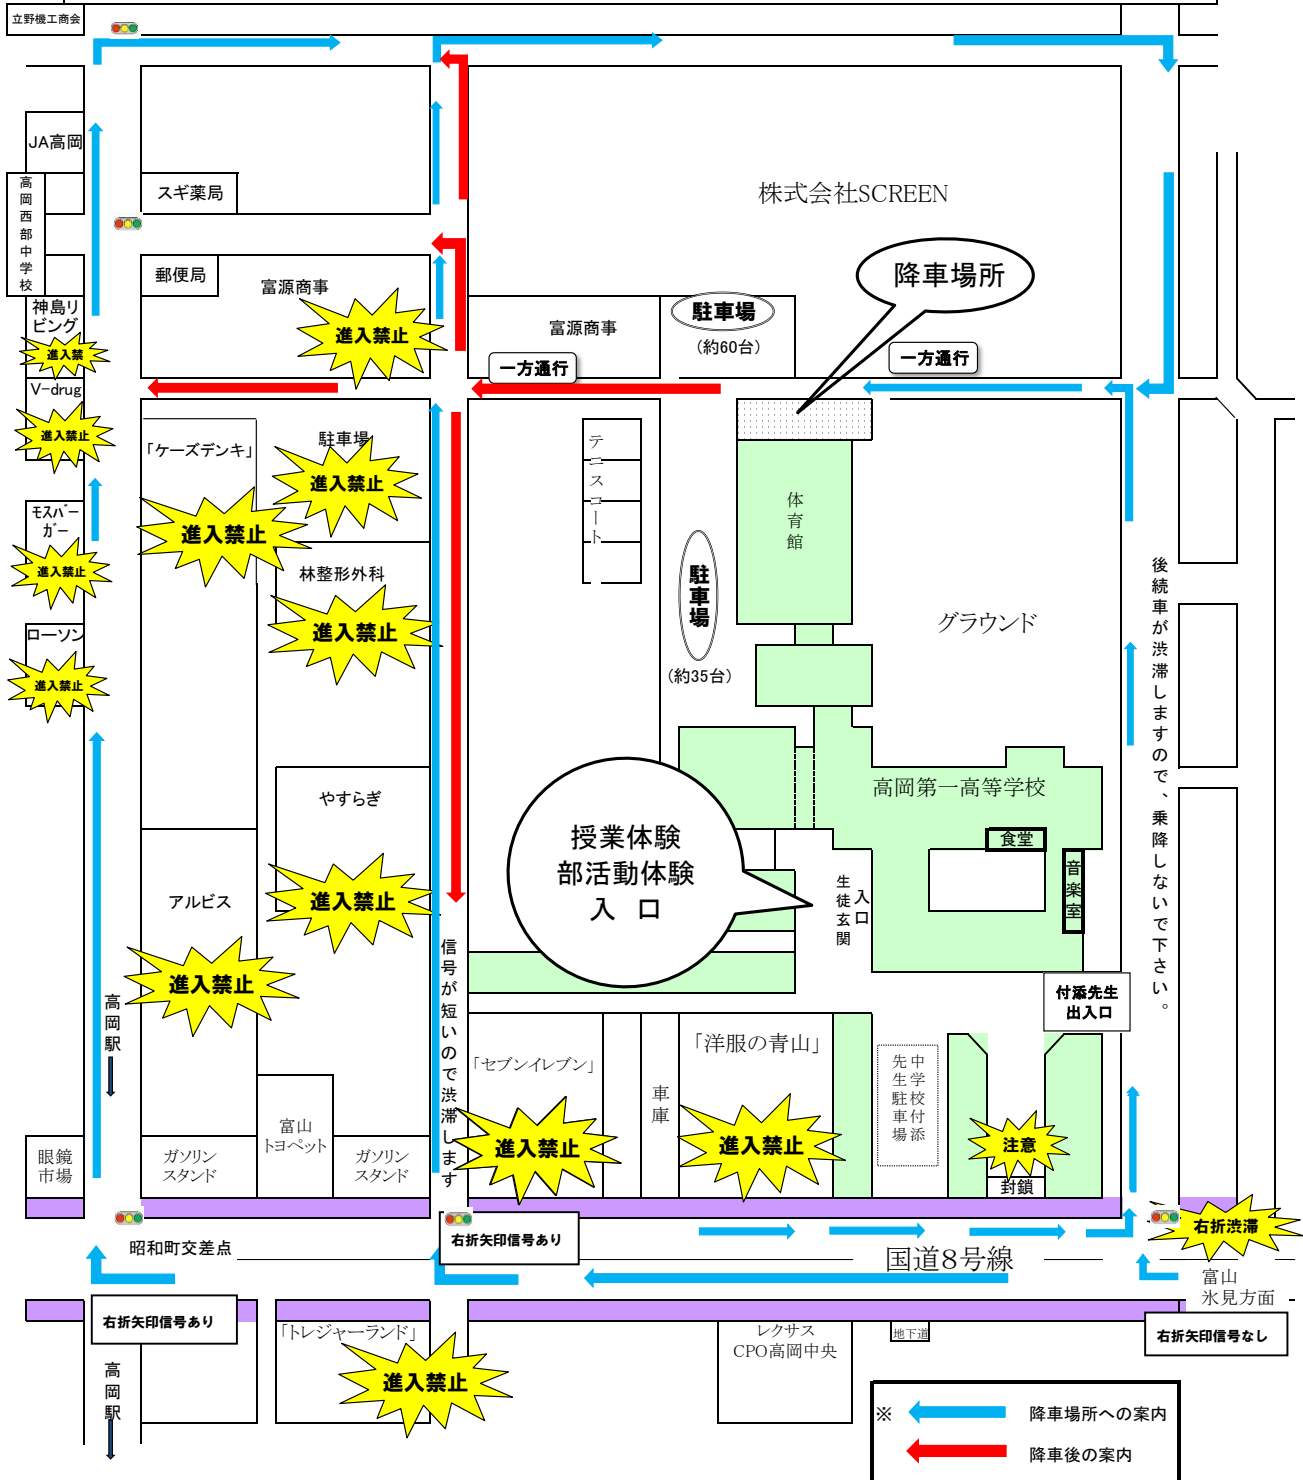 立野機工商会
JA高岡
高岡西部中学校
スギ薬局
株式会社SCREEN
郵便局
富源商事
進入禁止
神島リ
ビング
進入禁
降車場所
富源商事
駐車場
(約60台)
一方通行
一方通行
V-drug
進入禁止
「ケーズデンキ」
進入禁止
駐車場
進入禁止
テニスコート
体育館
モスバー
ガー
進入禁止
林整形外科
進入禁止
駐車場
(約35台)
グラウンド
後続車が渋滞しますので、乗降しないで下さい。
ローソン
進入禁止
やすらぎ
進入禁止
高岡第一高等学校
食堂
音楽室
授業体験
部活動体験
入　口
入口
生徒玄関
アルビス
進入禁止
信号が短いので渋滞します
付添先生
出入口
高岡駅
「セブンイレブン」
進入禁止
車庫
「洋服の青山」
進入禁止
中学校付添
先生駐車場
注意
封鎖
富山
トヨペット
眼鏡
市場
ガソリン
スタンド
ガソリン
スタンド
昭和町交差点
右折矢印信号あり
国道8号線
右折渋滞
富山
氷見方面
右折矢印信号あり
右折矢印信号なし
「トレジャーランド」
進入禁止
レクサス
CPO高岡中央
地下道
高岡駅
※
降車場所への案内
降車後の案内